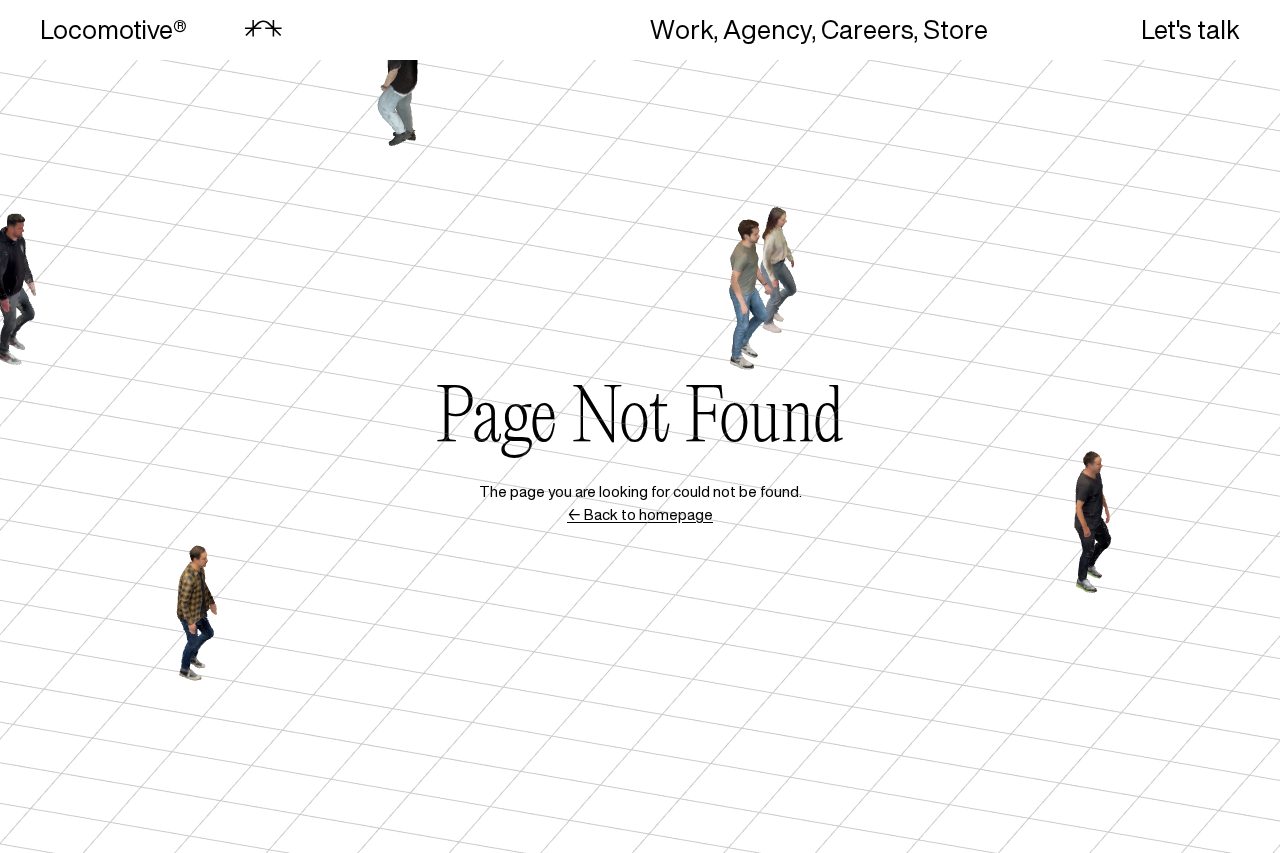 Locomotive®
Work, Agency, Careers, Store
Let's talk
Page Not Found
The page you are looking for could not be found.
← Back to homepage